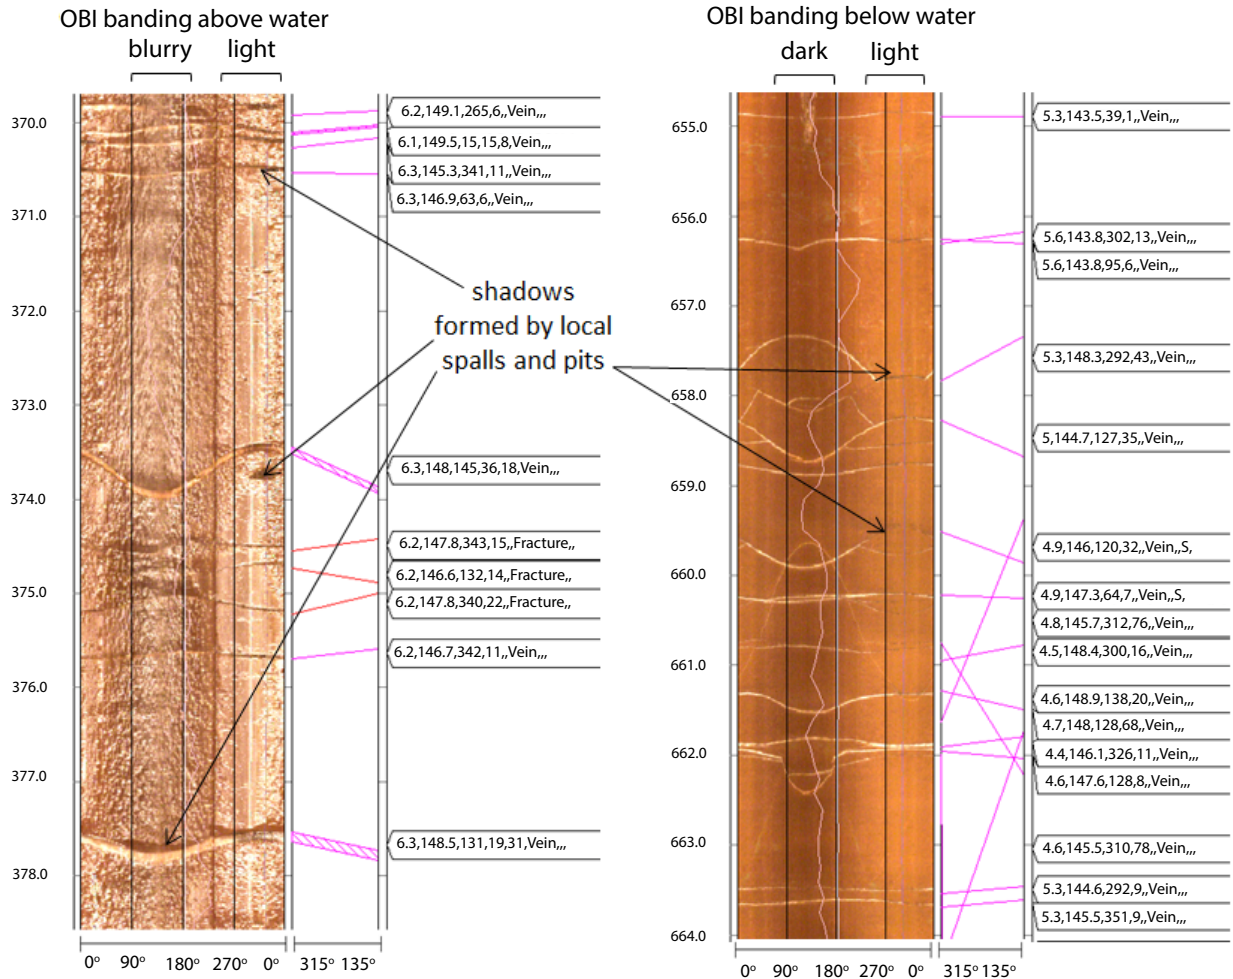 OBI banding above water
blurry light
370.0
371.0
372.0
373.0
374.0
375.0
376.0
377.0
378.0
6.2,149.1,265,6,,Vein,,,
6.1,149.5,15,15,8,Vein,,,
6.3,145.3,341,11,,Vein,,,
6.3,146.9,63,6,,Vein,,,
6.3,148,145,36,18,Vein,,,
6.2,147.8,343,15,,Fracture,,
6.2,146.6,132,14,,Fracture,,
6.2,147.8,340,22,,Fracture,,
6.2,146.7,342,11,,Vein,,,
6.3,148.5,131,19,31,Vein,,,
0° 90° 180° 270° 0° 315° 135°
shadows
formed by local
spalls and pits
OBI banding below water
dark light
655.0
656.0
657.0
658.0
659.0
660.0
661.0
662.0
663.0
664.0
5.3,143.5,39,1,,Vein,,,
5.6,143.8,302,13,,Vein,,,
5.6,143.8,95,6,,Vein,,,
5.3,148.3,292,43,,Vein,,,
5,144.7,127,35,,Vein,,,
4.9,146,120,32,,Vein,,S,
4.9,147.3,64,7,,Vein,,S,
4.8,145.7,312,76,,Vein,,,
4.5,148.4,300,16,,Vein,,,
4.6,148.9,138,20,,Vein,,,
4.7,148,128,68,,Vein,,,
4.4,146.1,326,11,,Vein,,,
4.6,147.6,128,8,,Vein,,,
4.6,145.5,310,78,,Vein,,,
5.3,144.6,292,9,,Vein,,,
5.3,145.5,351,9,,Vein,,,
0° 90° 180° 270° 0° 315° 135°